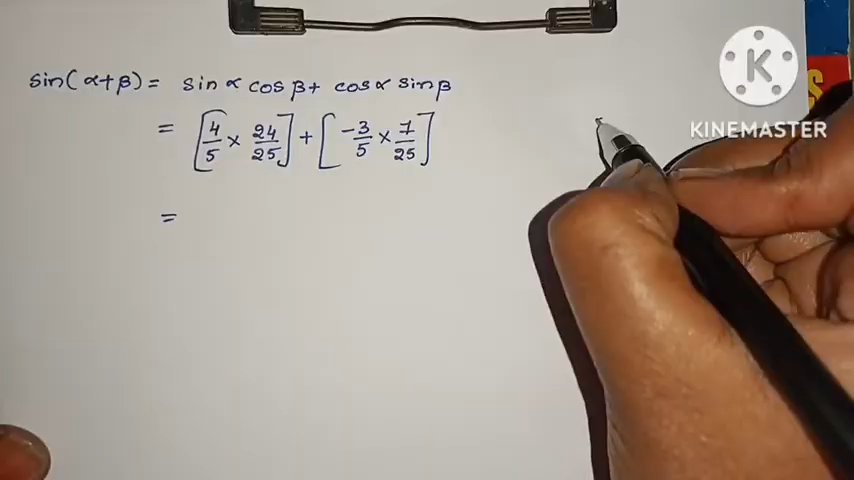 sin(α+β) = sin α cos β + cos α sin β
= [4/5 × 24/25] + [-3/5 × 7/25]
=
KINEMASTER